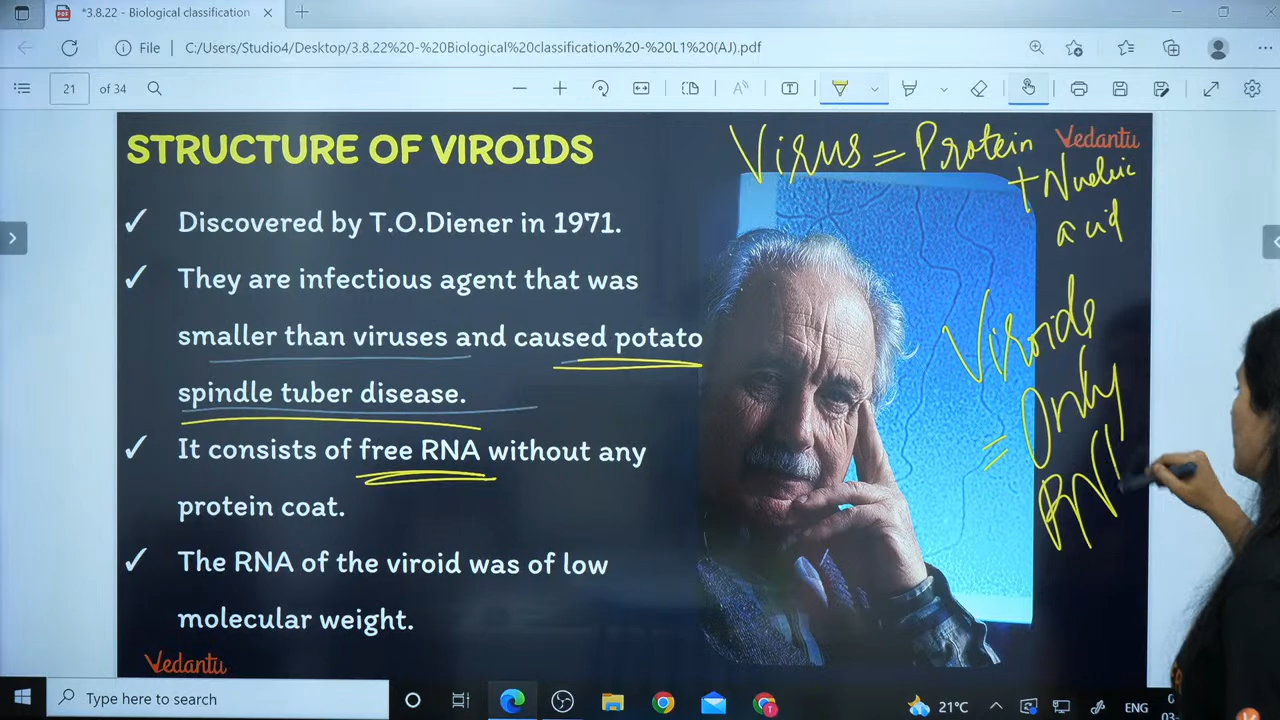 *3.8.22 - Biological classification
File
C:/Users/Studio4/Desktop/3.8.22%20-%20Biological%20classification%20-%20L1%20(AJ).pdf
21 of 34
STRUCTURE OF VIROIDS
Vedantu
Virus = Protein
+ Nucleic
acid
✓ Discovered by T.O.Diener in 1971.
✓ They are infectious agent that was
smaller than viruses and caused potato
spindle tuber disease.
✓ It consists of free RNA without any
protein coat.
✓ The RNA of the viroid was of low
molecular weight.
Viroids
= Only
Vedantu
Type here to search
21°C
ENG